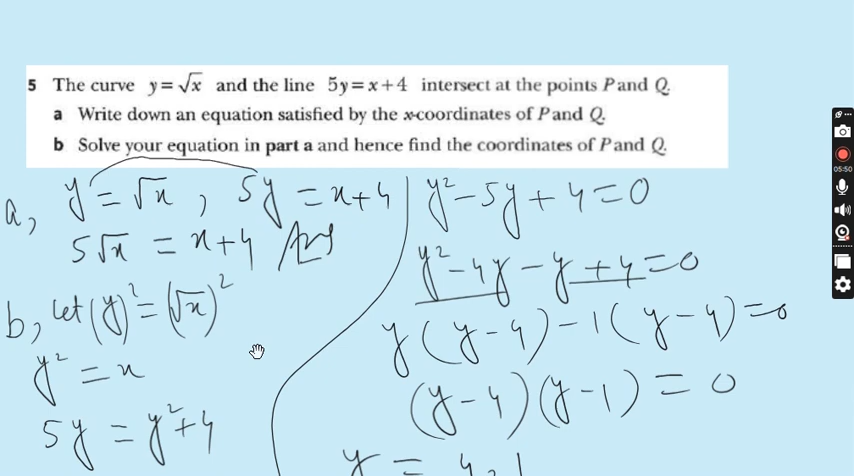 5 The curve y = √x and the line 5y = x + 4 intersect at the points P and Q.
a Write down an equation satisfied by the x-coordinates of P and Q.
b Solve your equation in part a and hence find the coordinates of P and Q.
a, y = √x , 5y = x+4
5√x = x+4 Ans
b, let (y)² = (√x)²
y² = x
5y = y²+4
y² - 5y + 4 = 0
y² - 4y - y + 4 = 0
y(y-4) - 1(y-4) = 0
(y-4)(y-1) = 0
y = 4, 1
05:50